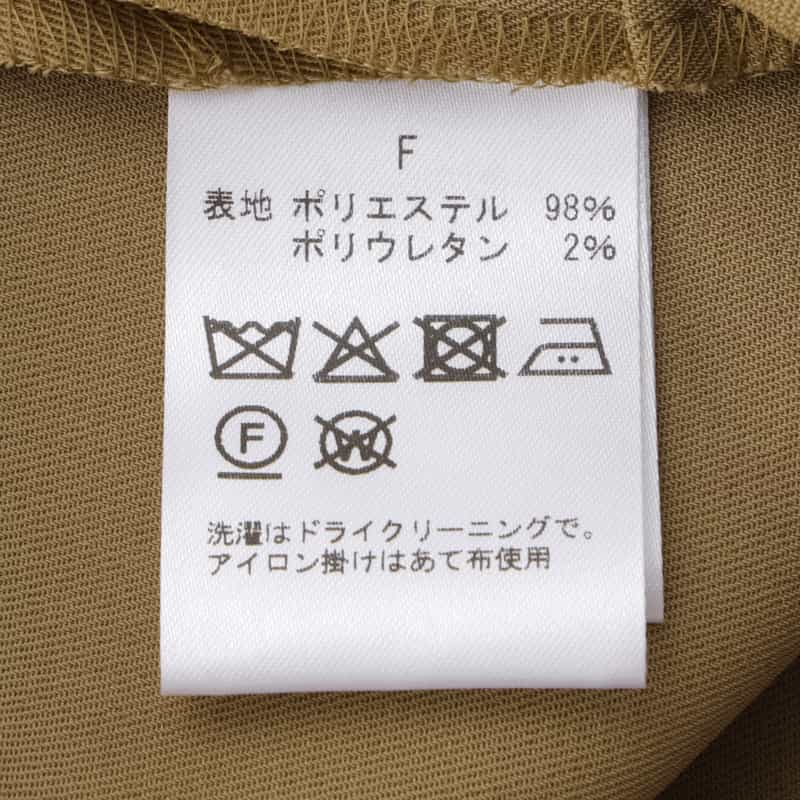 F
表地 ポリエステル 98%
ポリウレタン 2%
F W
洗濯はドライクリーニングで。
アイロン掛けはあて布使用